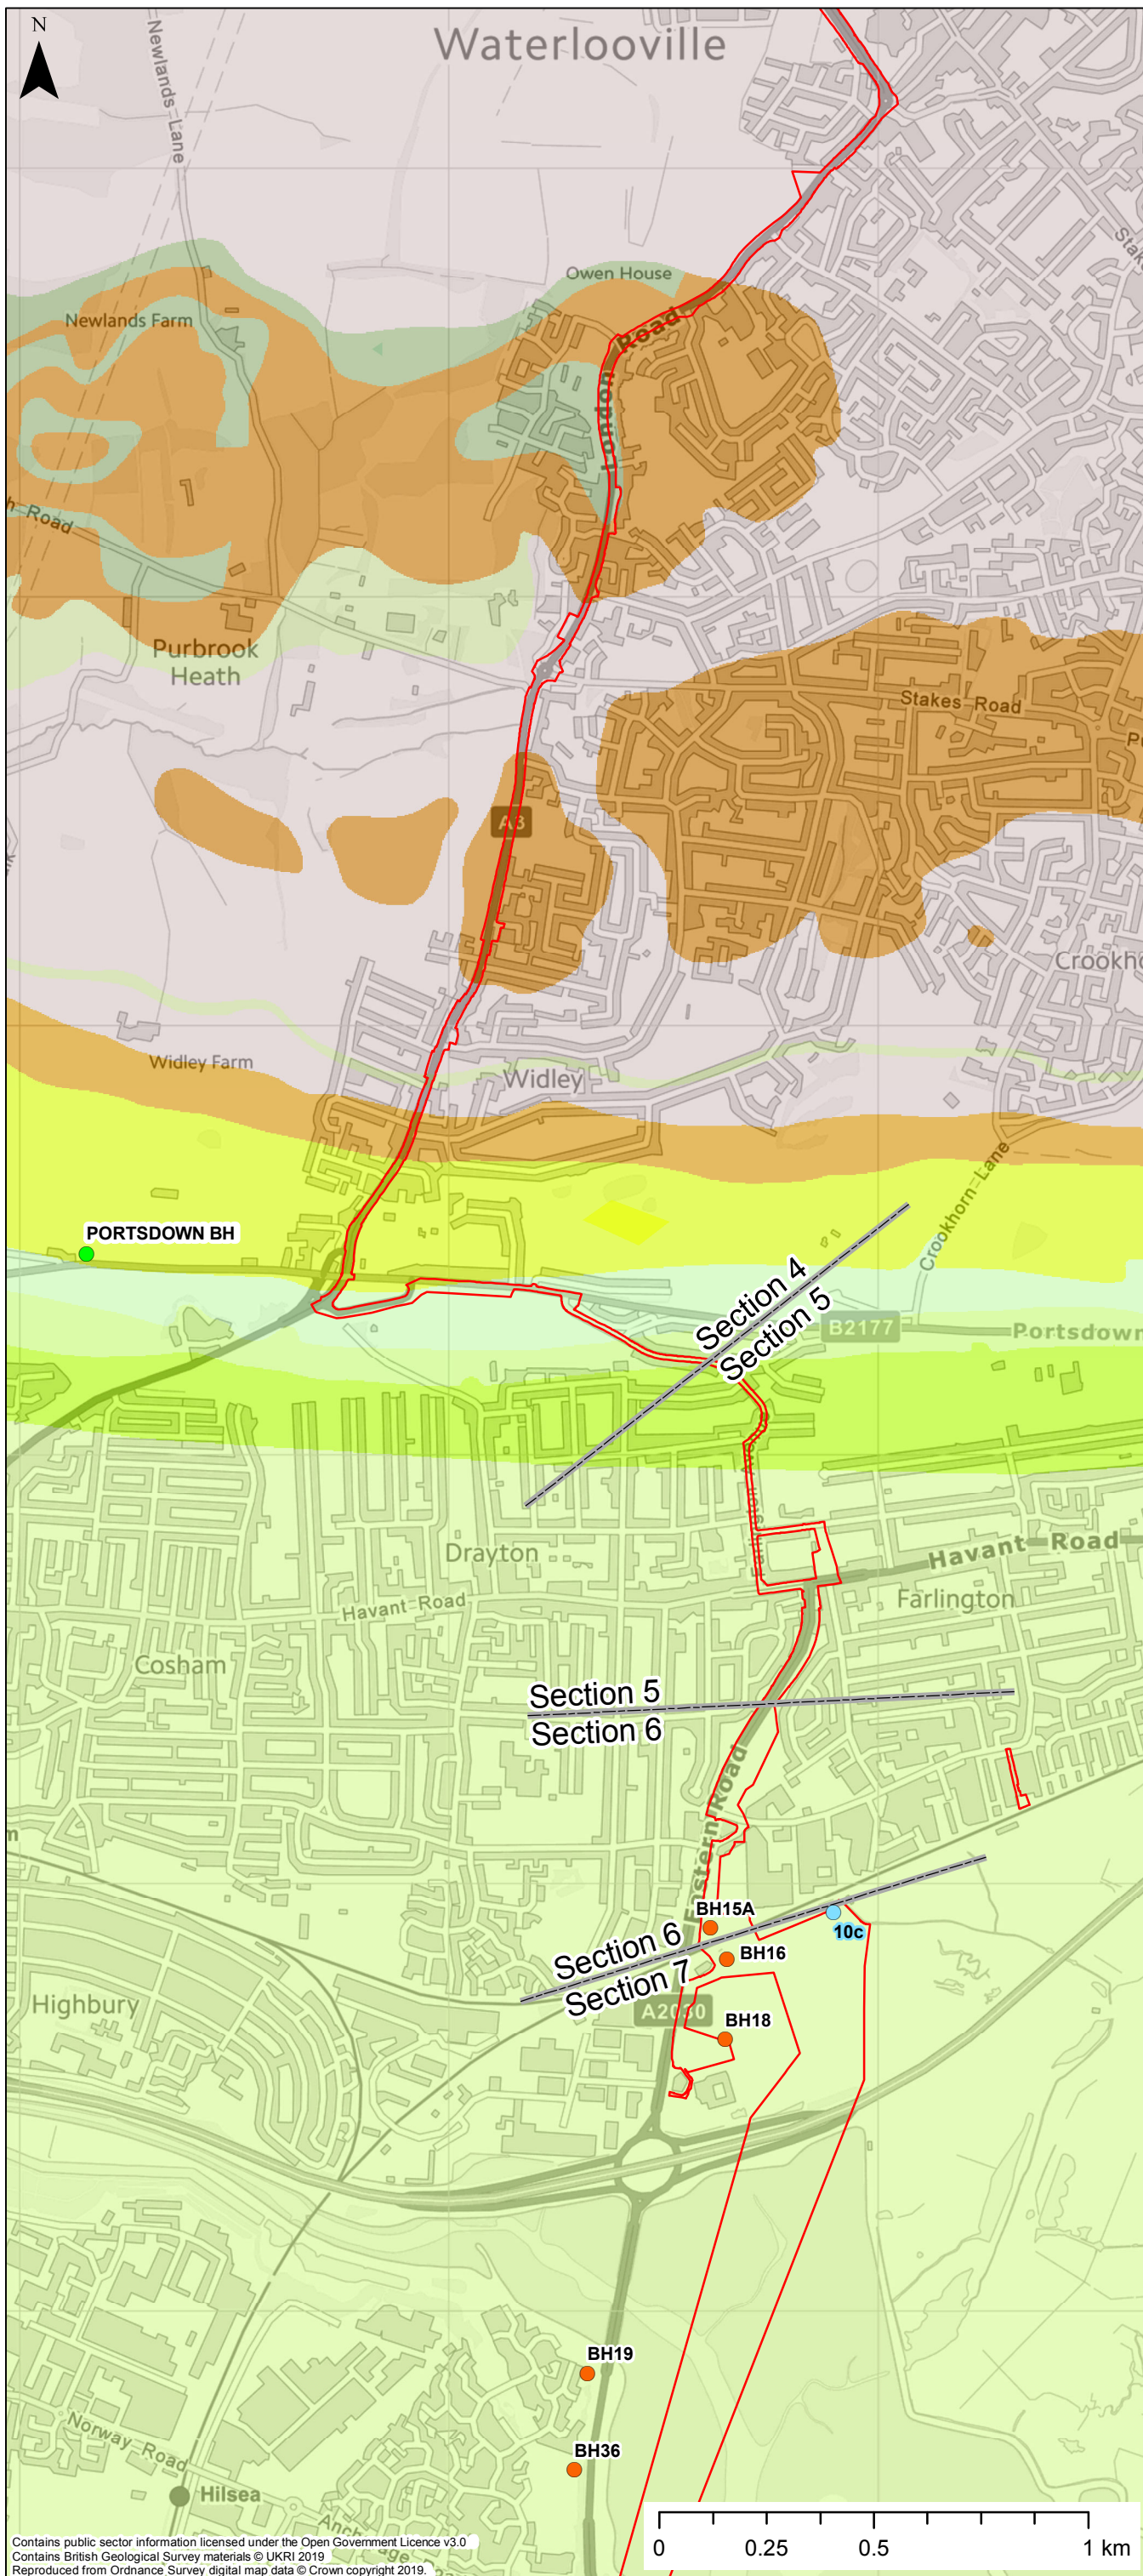 N
Waterlooville
Newlands Lane
Owen House
Newlands Farm
London Road
h Road
Purbrook
Heath
Stakes Road
A3
Crookho
Widley Farm
Widley
Crookhorn Lane
PORTSDOWN BH
Section 4
Section 5
B2177
Portsdown
Drayton
Havant Road
Farlington
Havant Road
Cosham
Section 5
Section 6
Eastern Road
BH15A
10c
Section 6
BH16
Section 7
Highbury
A2030
BH18
BH19
BH36
Norway Road
Hilsea
0 0.25 0.5 1 km
Contains public sector information licensed under the Open Government Licence v3.0
Contains British Geological Survey materials © UKRI 2019
Reproduced from Ordnance Survey digital map data © Crown copyright 2019.